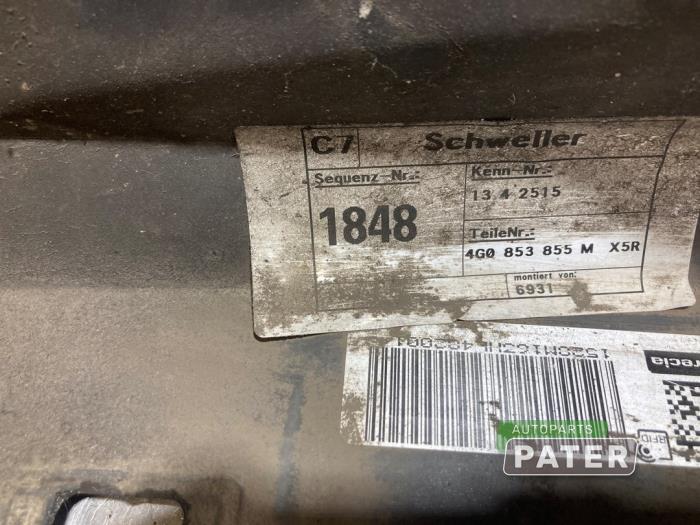 C7 Schweller
Sequenz-Nr.: Kenn-Nr.:
1848 13 4 2515
TeileNr.:
4G0 853 855 M X5R
montiert von:
6931
recia
RFID
AUTOPARTS
PATER